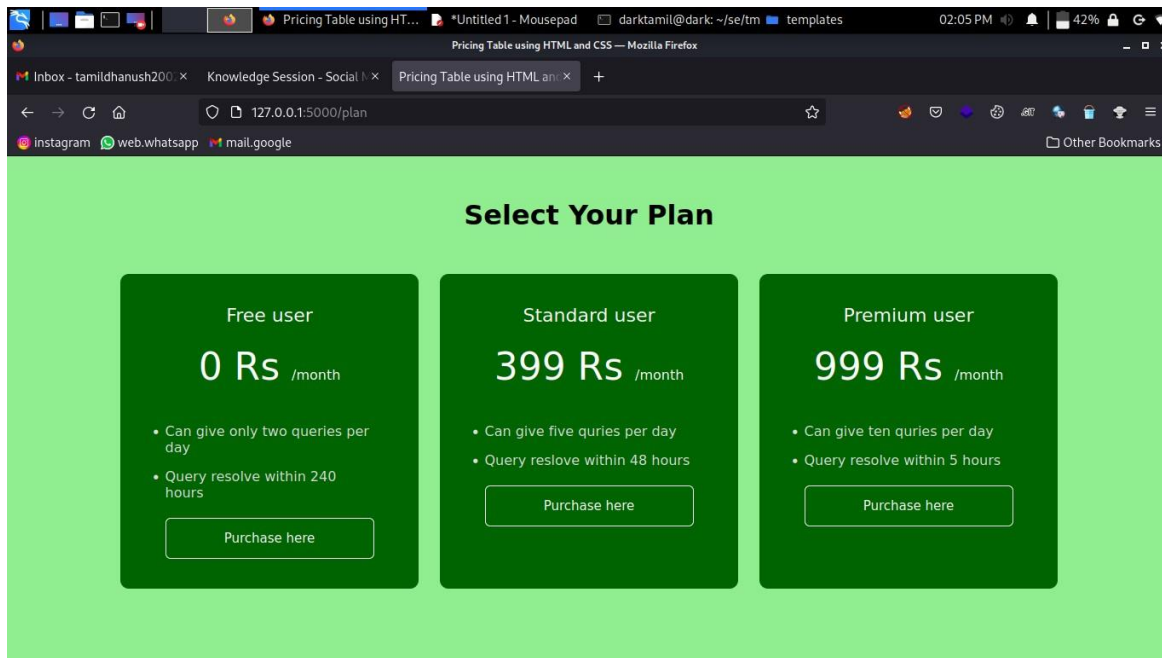 Pricing Table using HT...
*Untitled 1 - Mousepad
darktamil@dark: ~/se/tm
templates
02:05 PM
42%
Pricing Table using HTML and CSS — Mozilla Firefox
Inbox - tamildhanush200
Knowledge Session - Social
Pricing Table using HTML an
127.0.0.1:5000/plan
instagram
web.whatsapp
mail.google
Other Bookmarks
Select Your Plan
Free user
0 Rs /month
• Can give only two queries per
day
• Query resolve within 240
hours
Purchase here
Standard user
399 Rs /month
• Can give five quries per day
• Query reslove within 48 hours
Purchase here
Premium user
999 Rs /month
• Can give ten quries per day
• Query resolve within 5 hours
Purchase here